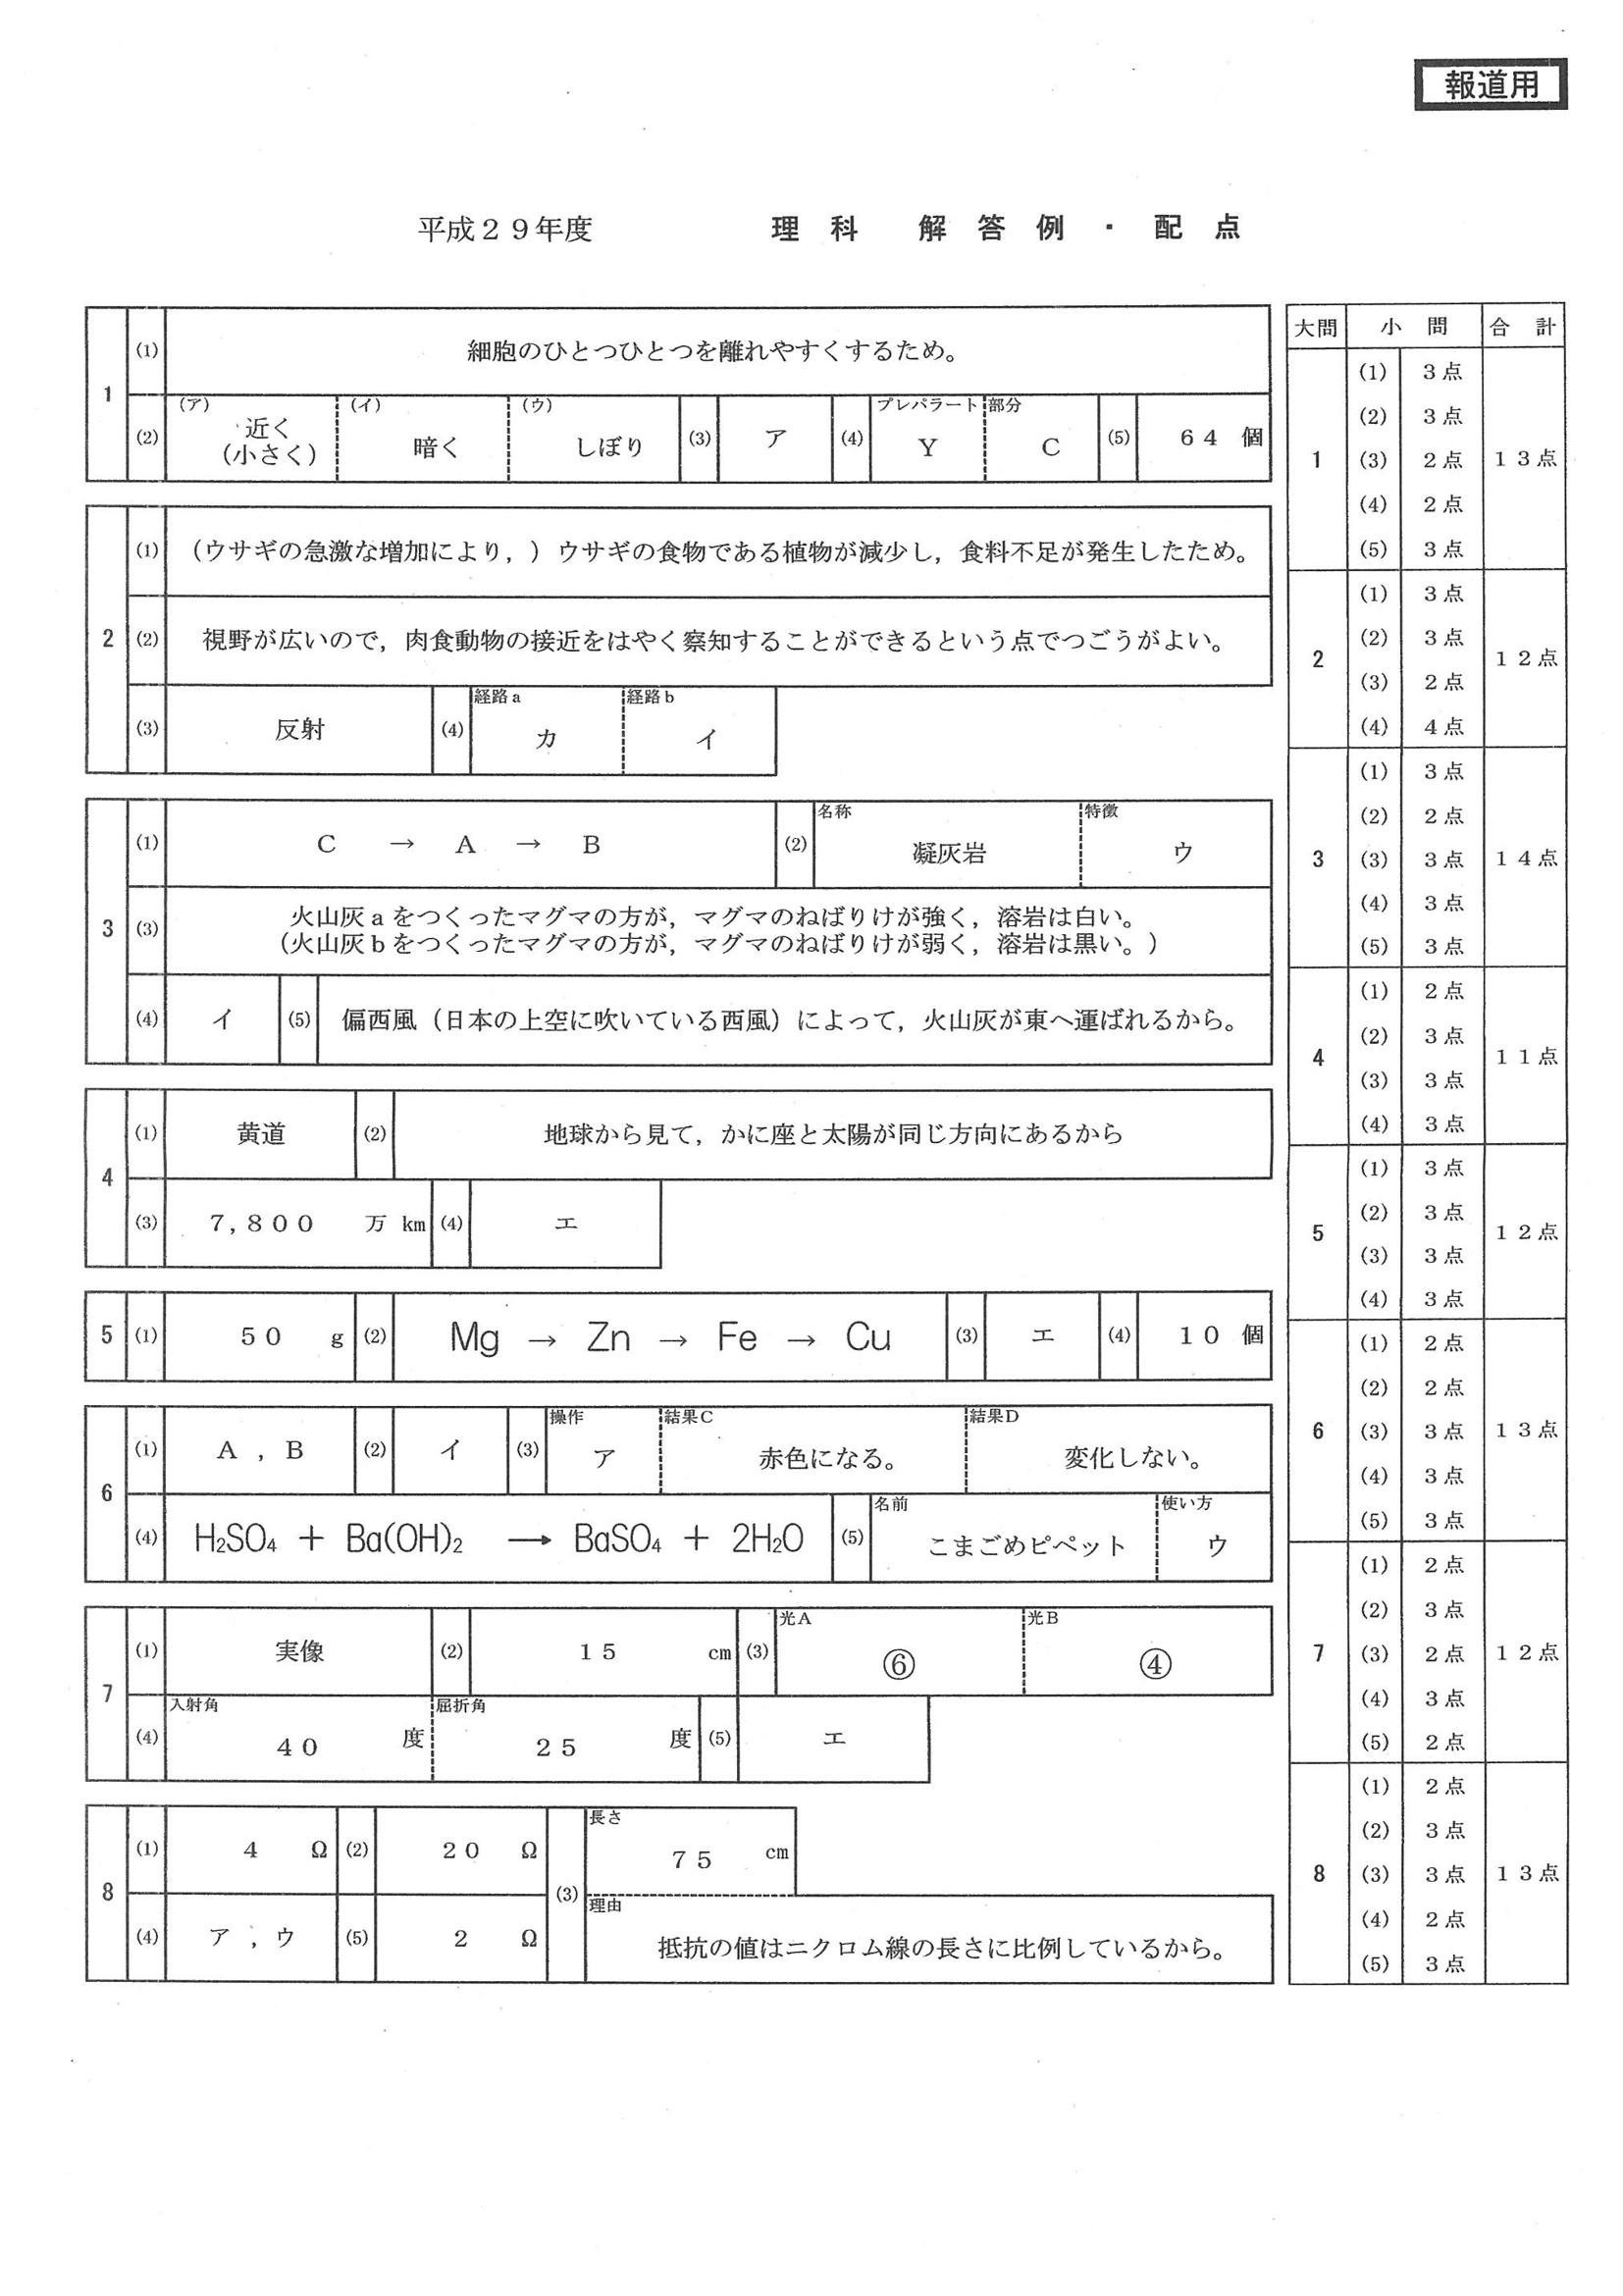 報道用
平成２９年度　理科　解答例・配点
1
(1) 細胞のひとつひとつを離れやすくするため。
(2) (ア) 近く (イ) 暗く (ウ) しぼり (3) ア (4) プレパラート Y 部分 C (5) ６４ 個
（小さく）
2
(1) （ウサギの急激な増加により，）ウサギの食物である植物が減少し，食料不足が発生したため。
(2) 視野が広いので，肉食動物の接近をはやく察知することができるという点でつごうがよい。
(3) 反射 (4) 経路a カ 経路b イ
3
(1) C → A → B (2) 名称 凝灰岩 特徴 ウ
(3) 火山灰ａをつくったマグマの方が，マグマのねばりけが強く，溶岩は白い。
（火山灰ｂをつくったマグマの方が，マグマのねばりけが弱く，溶岩は黒い。）
(4) イ (5) 偏西風（日本の上空に吹いている西風）によって，火山灰が東へ運ばれるから。
4
(1) 黄道 (2) 地球から見て，かに座と太陽が同じ方向にあるから
(3) ７,８００ 万 km (4) エ
5 (1) ５０ g (2) Mg → Zn → Fe → Cu (3) エ (4) １０ 個
6
(1) A , B (2) イ (3) 操作 ア 結果C 赤色になる。 結果D 変化しない。
(4) H₂SO₄ + Ba(OH)₂ → BaSO₄ + 2H₂O (5) 名前 こまごめピペット 使い方 ウ
7
(1) 実像 (2) １５ cm (3) 光A ⑥ 光B ④
(4) 入射角 ４０ 度 屈折角 ２５ 度 (5) エ
8
(1) 4 Ω (2) ２０ Ω (3) 長さ ７５ cm
(4) ア , ウ (5) 2 Ω 理由 抵抗の値はニクロム線の長さに比例しているから。
大問 小問 合計
1 (1) ３点 １３点
(2) ３点
(3) ２点
(4) ２点
(5) ３点
2 (1) ３点 １２点
(2) ３点
(3) ２点
(4) ４点
3 (1) ３点 １４点
(2) ２点
(3) ３点
(4) ３点
(5) ３点
4 (1) ２点 １１点
(2) ３点
(3) ３点
(4) ３点
5 (1) ３点 １２点
(2) ３点
(3) ３点
(4) ３点
6 (1) ２点 １３点
(2) ２点
(3) ３点
(4) ３点
(5) ３点
7 (1) ２点 １２点
(2) ３点
(3) ２点
(4) ３点
(5) ２点
8 (1) ２点 １３点
(2) ３点
(3) ３点
(4) ２点
(5) ３点